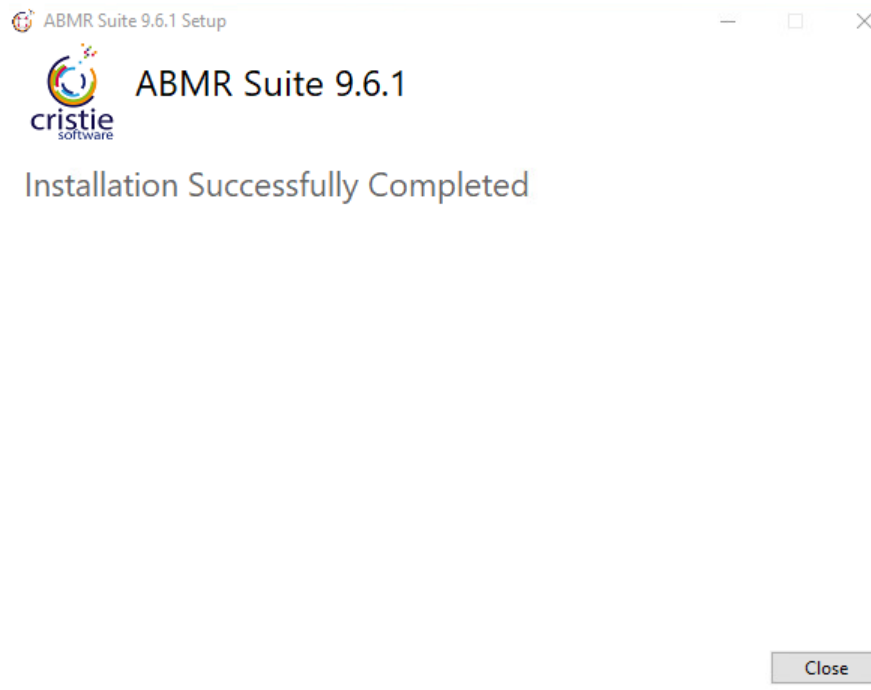 ABMR Suite 9.6.1 Setup
ABMR Suite 9.6.1
cristie
software
Installation Successfully Completed
Close